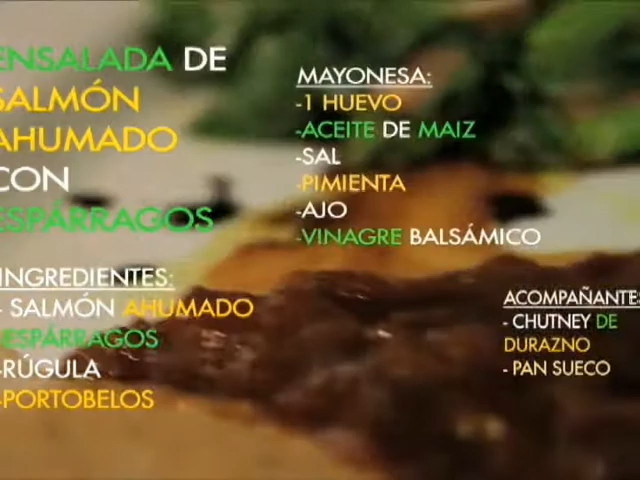 ENSALADA DE
SALMÓN
AHUMADO
CON
ESPÁRRAGOS
INGREDIENTES:
- SALMÓN AHUMADO
-ESPÁRRAGOS
-RÚGULA
-PORTOBELOS
MAYONESA:
-1 HUEVO
-ACEITE DE MAIZ
-SAL
-PIMIENTA
-AJO
-VINAGRE BALSÁMICO
ACOMPAÑANTES
- CHUTNEY DE
DURAZNO
- PAN SUECO